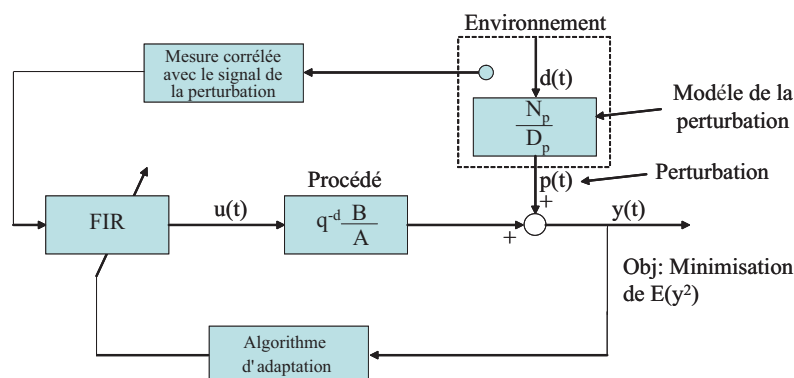 Environnement
Mesure corrélée
avec le signal de
la perturbation
d(t)
Modéle de la
perturbation
N_p
D_p
Procédé
p(t)
Perturbation
FIR
u(t)
q^-d B
A
+
+
y(t)
Obj: Minimisation
de E(y²)
Algorithme
d'adaptation